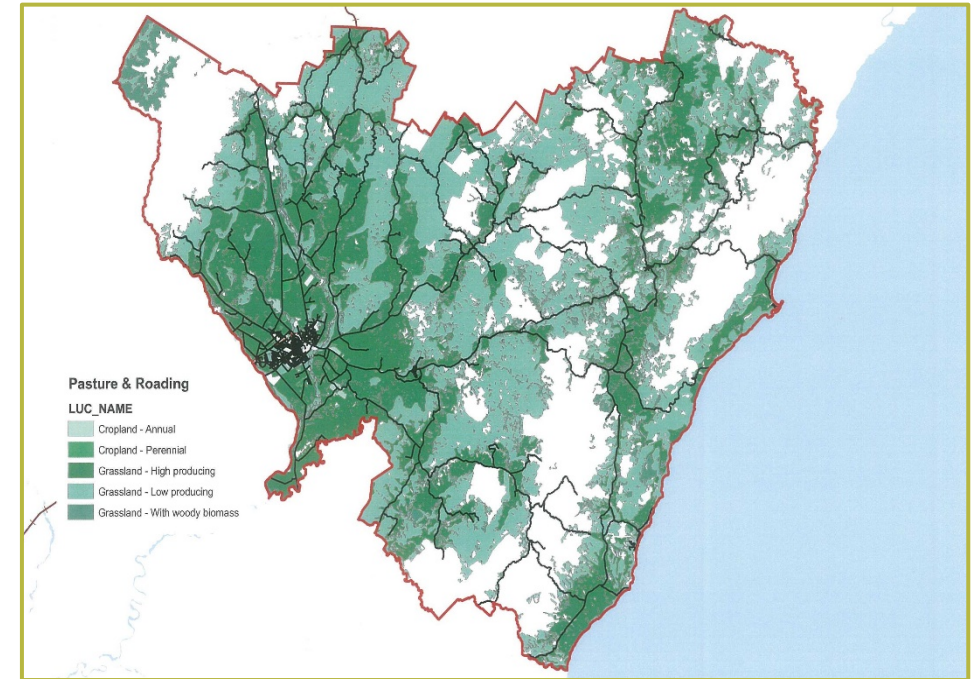 Pasture & Roading
LUC_NAME
Cropland - Annual
Cropland - Perennial
Grassland - High producing
Grassland - Low producing
Grassland - With woody biomass